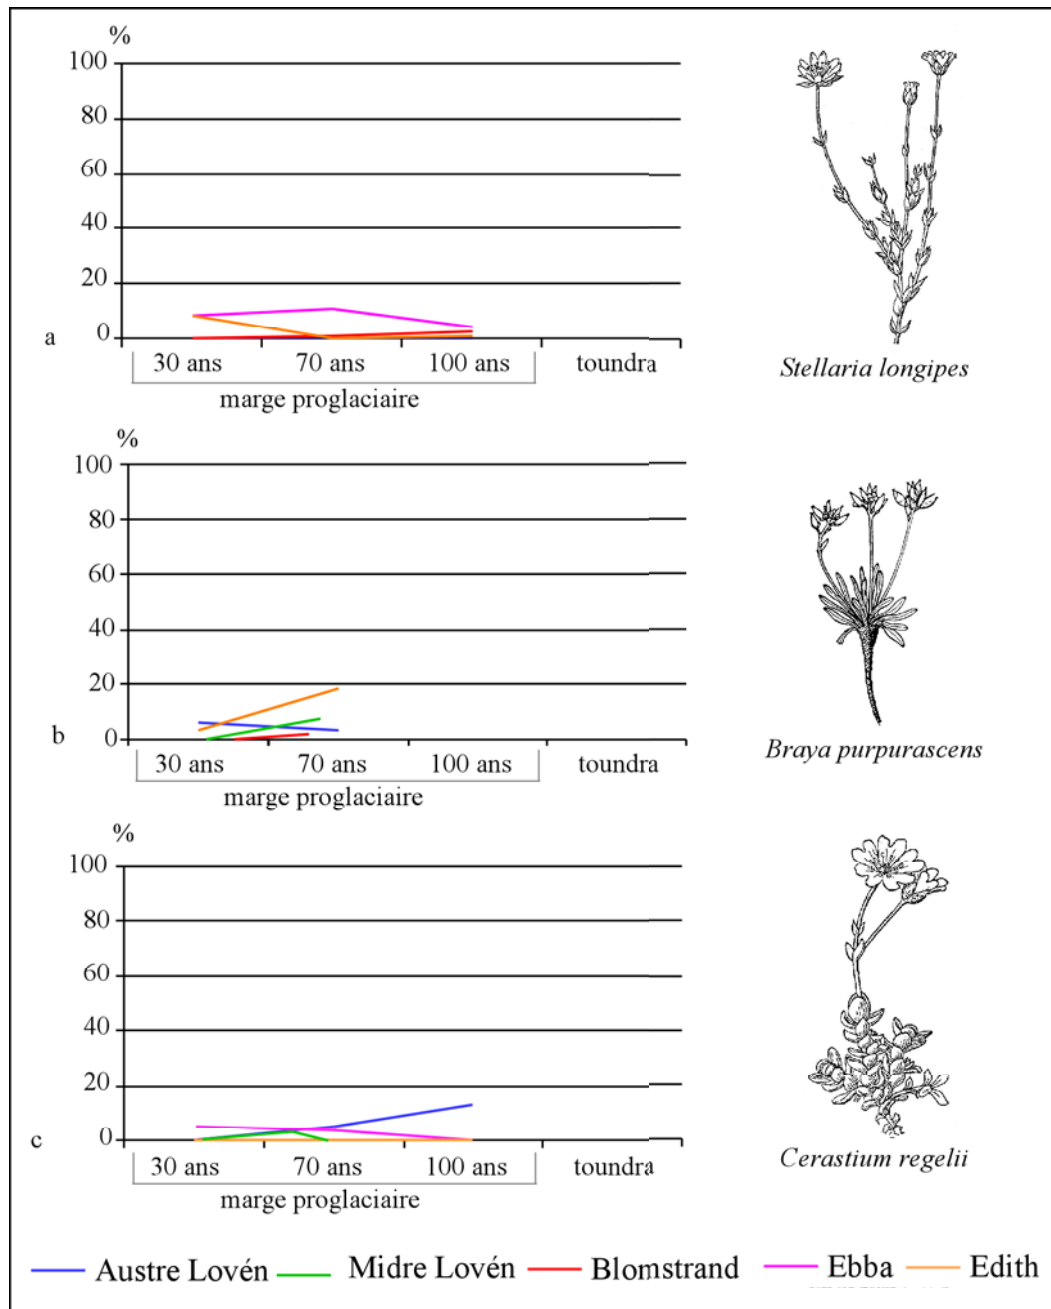 %
100
80
60
40
20
0
a
30 ans 70 ans 100 ans toundra
marge proglaciaire
Stellaria longipes
%
100
80
60
40
20
0
b
30 ans 70 ans 100 ans toundra
marge proglaciaire
Braya purpurascens
%
100
80
60
40
20
0
c
30 ans 70 ans 100 ans toundra
marge proglaciaire
Cerastium regelii
Austre Lovén Midre Lovén Blomstrand Ebba Edith